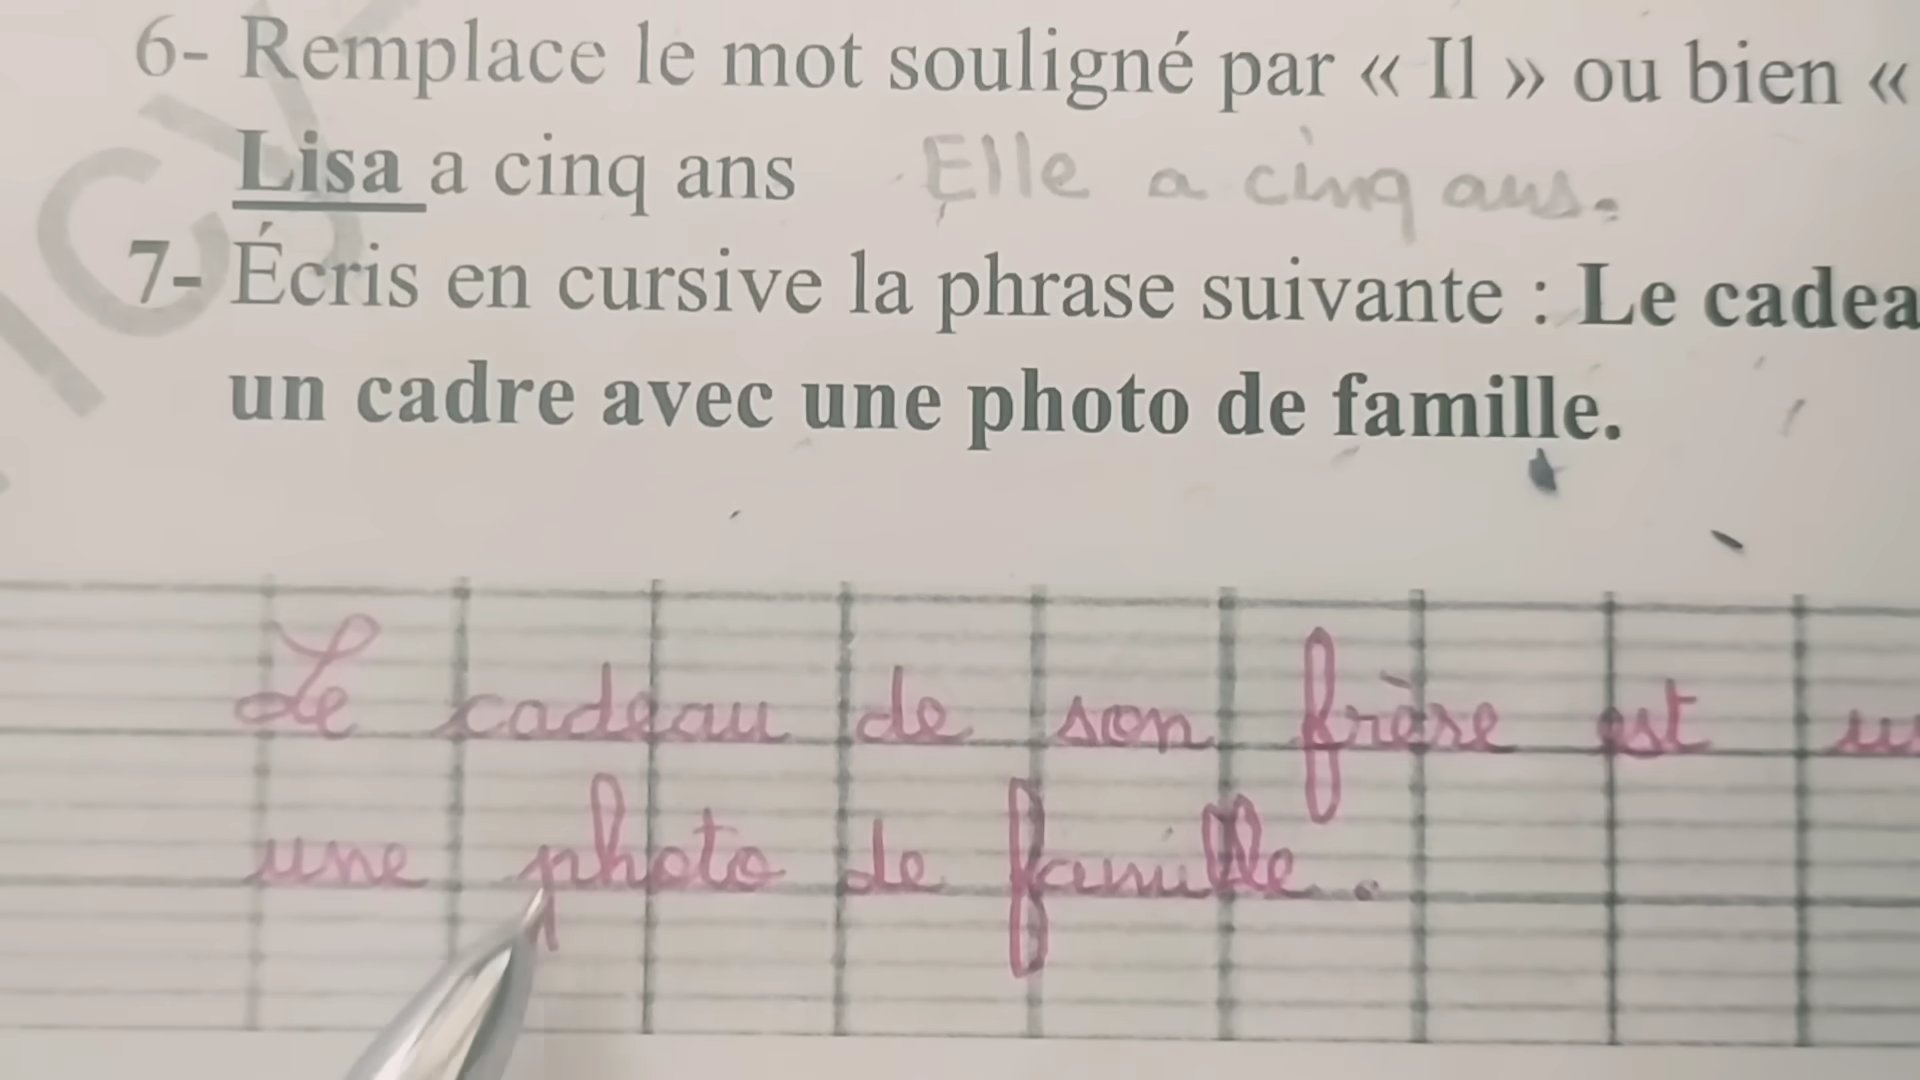 6- Remplace le mot souligné par « Il » ou bien «
Lisa a cinq ans Elle a cinq ans.
7- Écris en cursive la phrase suivante : Le cadea
un cadre avec une photo de famille.
Le cadeau de son frère est
une photo de famille.